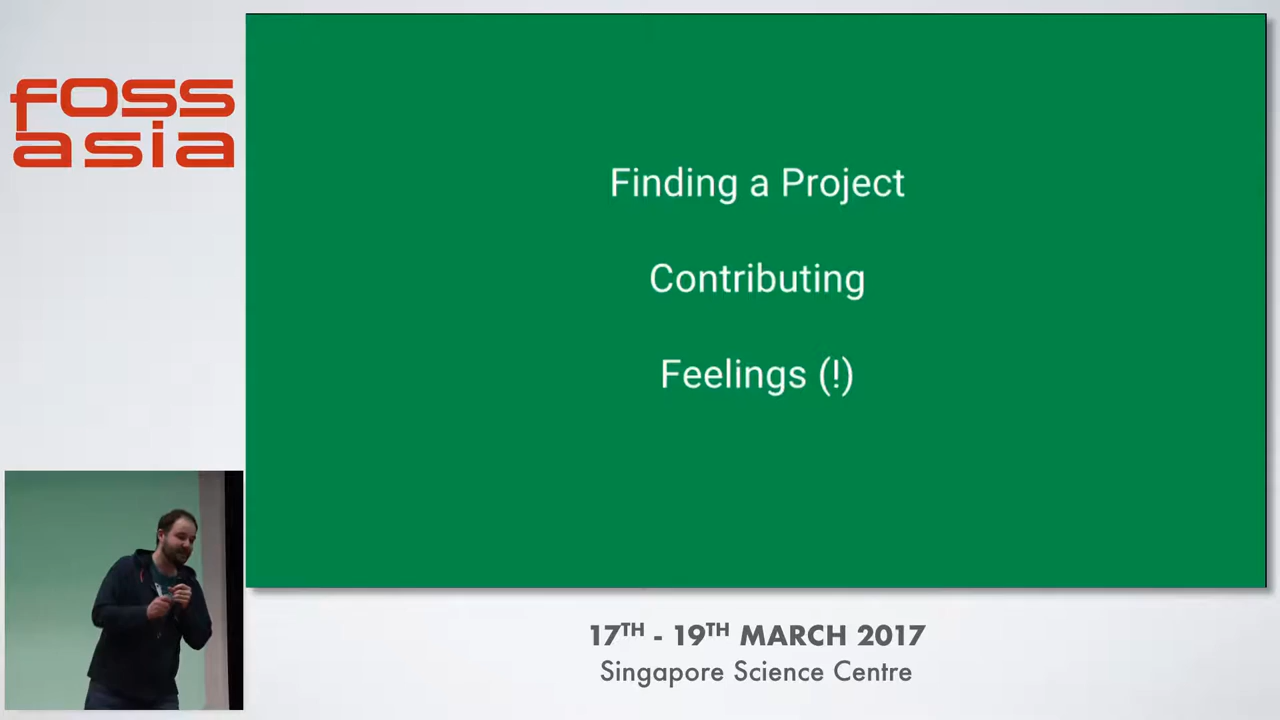 foss
asia
Finding a Project
Contributing
Feelings (!)
17TH - 19TH MARCH 2017
Singapore Science Centre